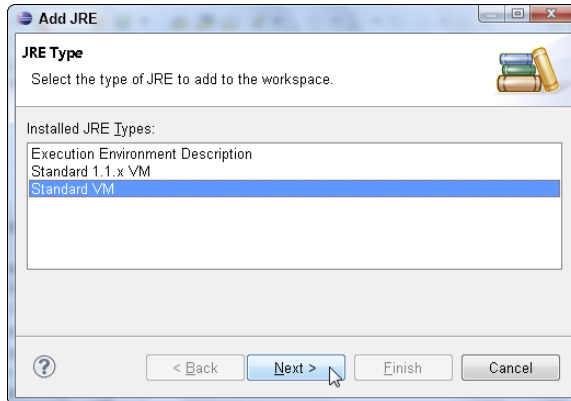 Add JRE
JRE Type
Select the type of JRE to add to the workspace.
Installed JRE Types:
Execution Environment Description
Standard 1.1.x VM
Standard VM
?
< Back
Next >
Finish
Cancel